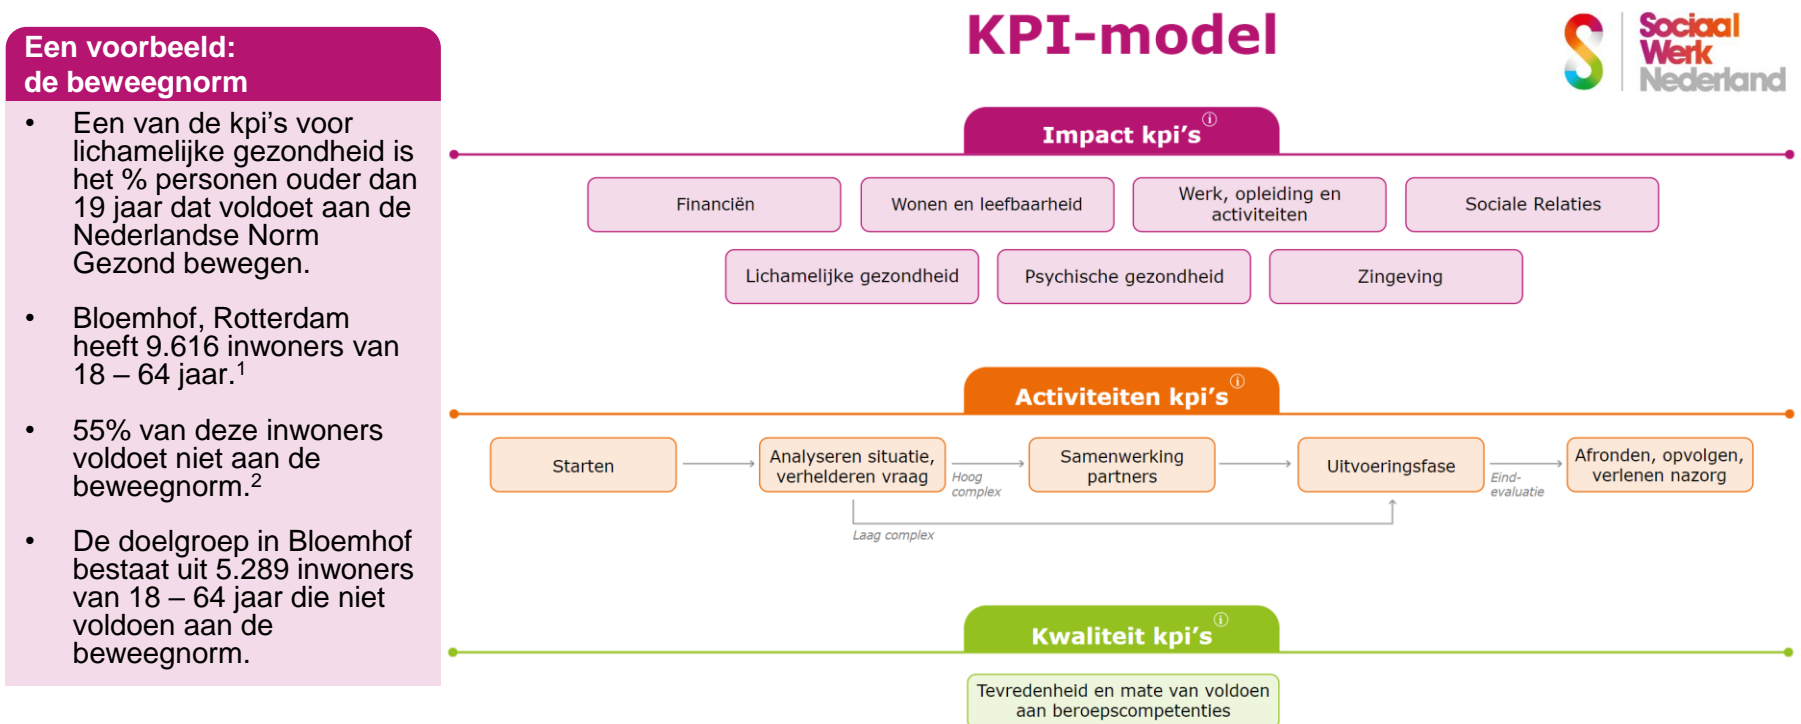 Een voorbeeld:
de beweegnorm
• Een van de kpi's voor
lichamelijke gezondheid is
het % personen ouder dan
19 jaar dat voldoet aan de
Nederlandse Norm
Gezond bewegen.
• Bloemhof, Rotterdam
heeft 9.616 inwoners van
18 – 64 jaar.¹
• 55% van deze inwoners
voldoet niet aan de
beweegnorm.²
• De doelgroep in Bloemhof
bestaat uit 5.289 inwoners
van 18 – 64 jaar die niet
voldoen aan de
beweegnorm.
KPI-model
Sociaal
Werk
Nederland
Impact kpi's
Financiën
Wonen en leefbaarheid
Werk, opleiding en
activiteiten
Sociale Relaties
Lichamelijke gezondheid
Psychische gezondheid
Zingeving
Activiteiten kpi's
Starten
Analyseren situatie,
verhelderen vraag
Hoog
complex
Samenwerking
partners
Uitvoeringsfase
Eind-
evaluatie
Afronden, opvolgen,
verlenen nazorg
Laag complex
Kwaliteit kpi's
Tevredenheid en mate van voldoen
aan beroepscompetenties